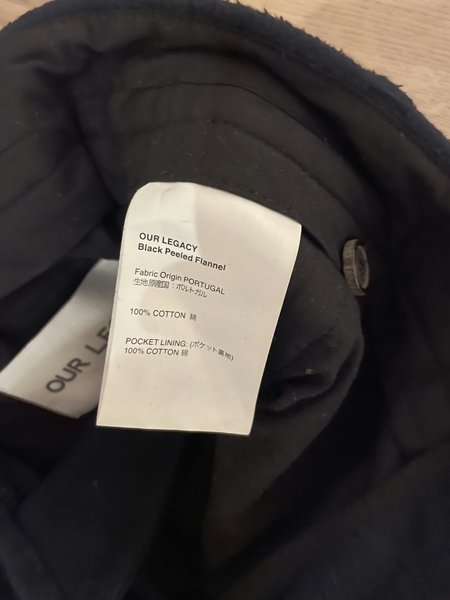 OUR LEGACY
Black Peeled Flannel
Fabric Origin PORTUGAL
生地原産国：ポルトガル
100% COTTON 綿
POCKET LINING: (ポケット裏地)
100% COTTON 綿
OUR LE